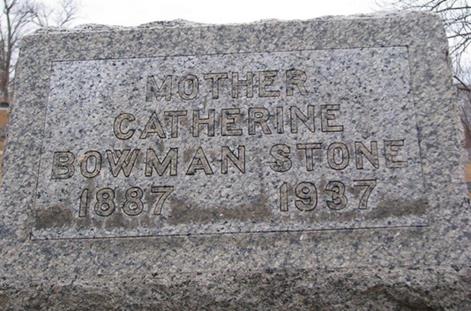 MOTHER
CATHERINE
BOWMAN STONE
1887 1937